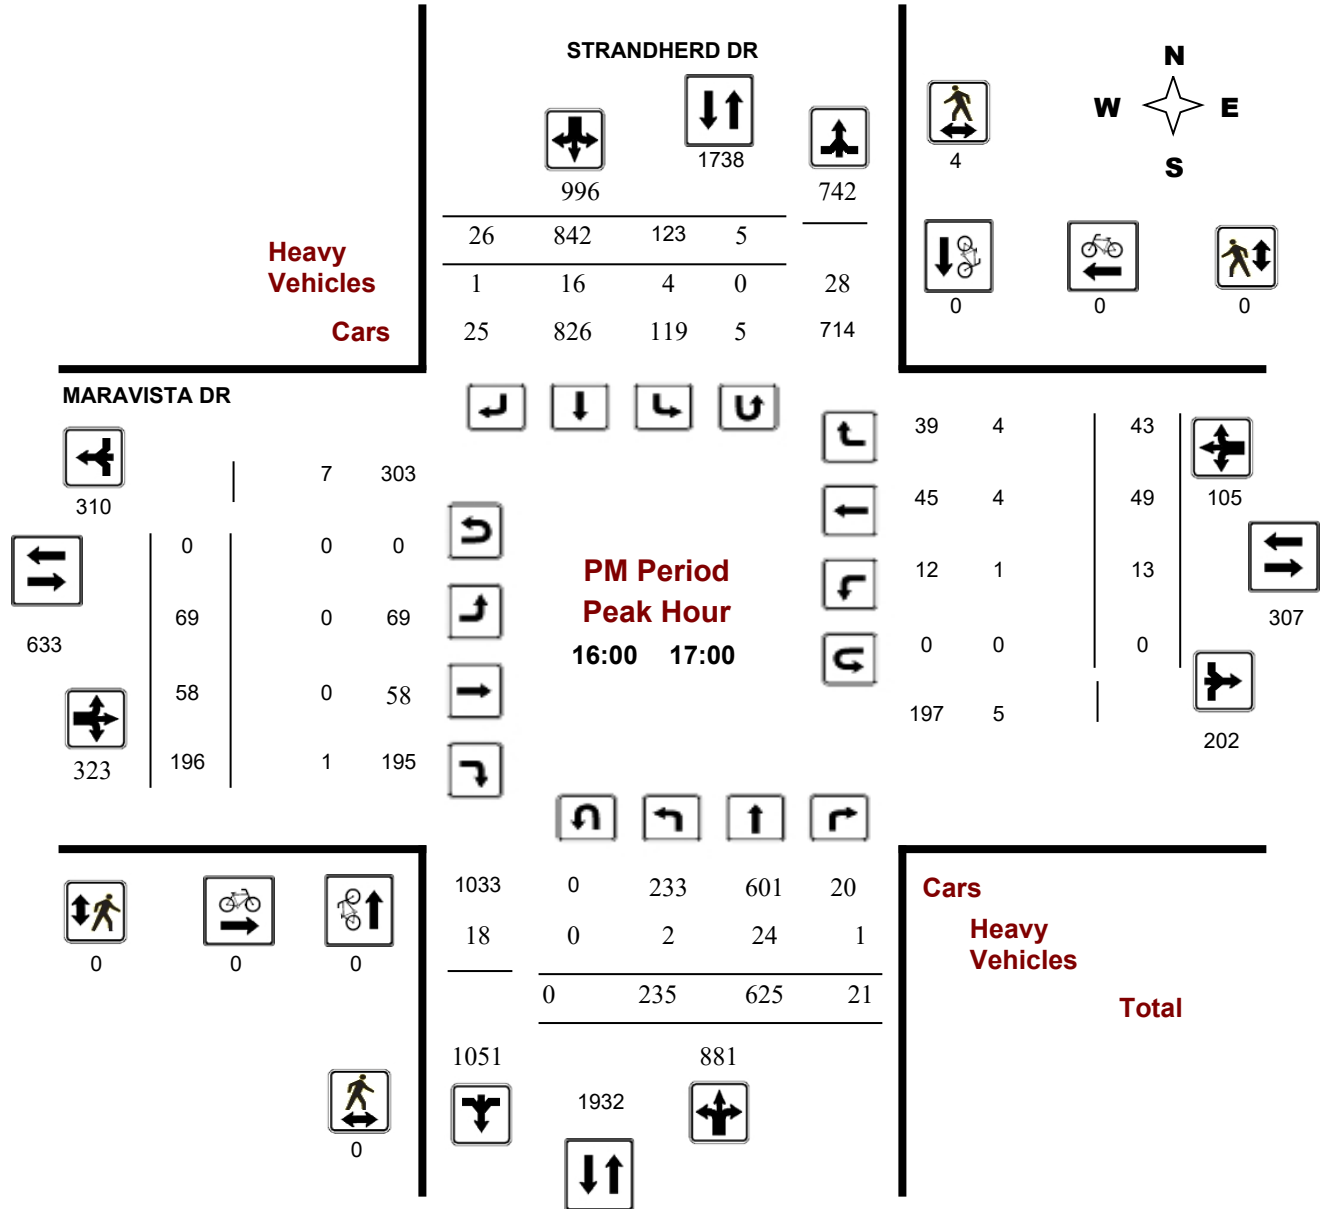 STRANDHERD DR
N
W E
S
1738
4
996 742
26 842 123 5
Heavy
Vehicles
1 16 4 0 28
Cars
25 826 119 5 714
0 0 0
MARAVISTA DR
39 4 43
7 303
310
45 4 49 105
0 0 0
PM Period
12 1 13
Peak Hour
69 0 69
307
633
16:00 17:00
0 0 0
58 0 58
197 5
202
323 196 1 195
1033 0 233 601 20
Cars
18 0 2 24 1
Heavy
Vehicles
0 0 0
0 235 625 21
Total
1051 881
1932
0